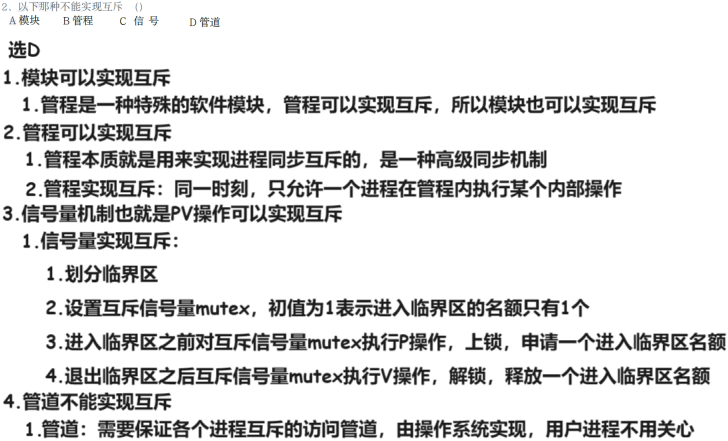 2、以下那种不能实现互斥 （）
A 模块 B 管程 C 信 号 D 管道
选D
1.模块可以实现互斥
1.管程是一种特殊的软件模块，管程可以实现互斥，所以模块也可以实现互斥
2.管程可以实现互斥
1.管程本质就是用来实现进程同步互斥的，是一种高级同步机制
2.管程实现互斥：同一时刻，只允许一个进程在管程内执行某个内部操作
3.信号量机制也就是PV操作可以实现互斥
1.信号量实现互斥：
1.划分临界区
2.设置互斥信号量mutex，初值为1表示进入临界区的名额只有1个
3.进入临界区之前对互斥信号量mutex执行P操作，上锁，申请一个进入临界区名额
4.退出临界区之后互斥信号量mutex执行V操作，解锁，释放一个进入临界区名额
4.管道不能实现互斥
1.管道：需要保证各个进程互斥的访问管道，由操作系统实现，用户进程不用关心